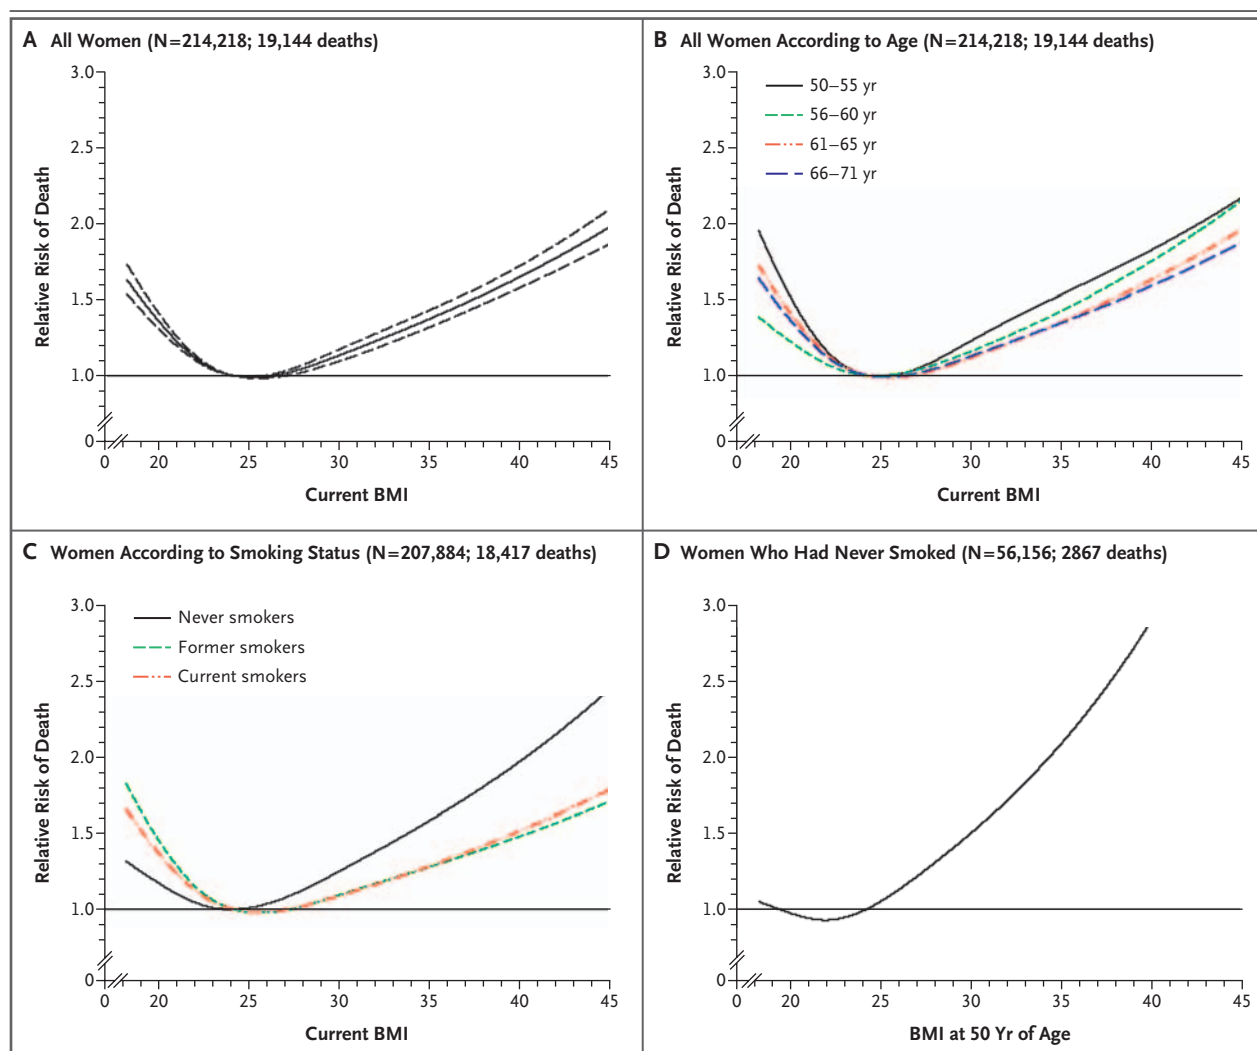 A All Women (N=214,218; 19,144 deaths)
3.0
2.5
2.0
1.5
1.0
0
Relative Risk of Death
0 20 25 30 35 40 45
Current BMI
B All Women According to Age (N=214,218; 19,144 deaths)
3.0
2.5
2.0
1.5
1.0
0
Relative Risk of Death
50–55 yr
56–60 yr
61–65 yr
66–71 yr
0 20 25 30 35 40 45
Current BMI
C Women According to Smoking Status (N=207,884; 18,417 deaths)
3.0
2.5
2.0
1.5
1.0
0
Relative Risk of Death
Never smokers
Former smokers
Current smokers
0 20 25 30 35 40 45
Current BMI
D Women Who Had Never Smoked (N=56,156; 2867 deaths)
3.0
2.5
2.0
1.5
1.0
0
Relative Risk of Death
0 20 25 30 35 40 45
BMI at 50 Yr of Age